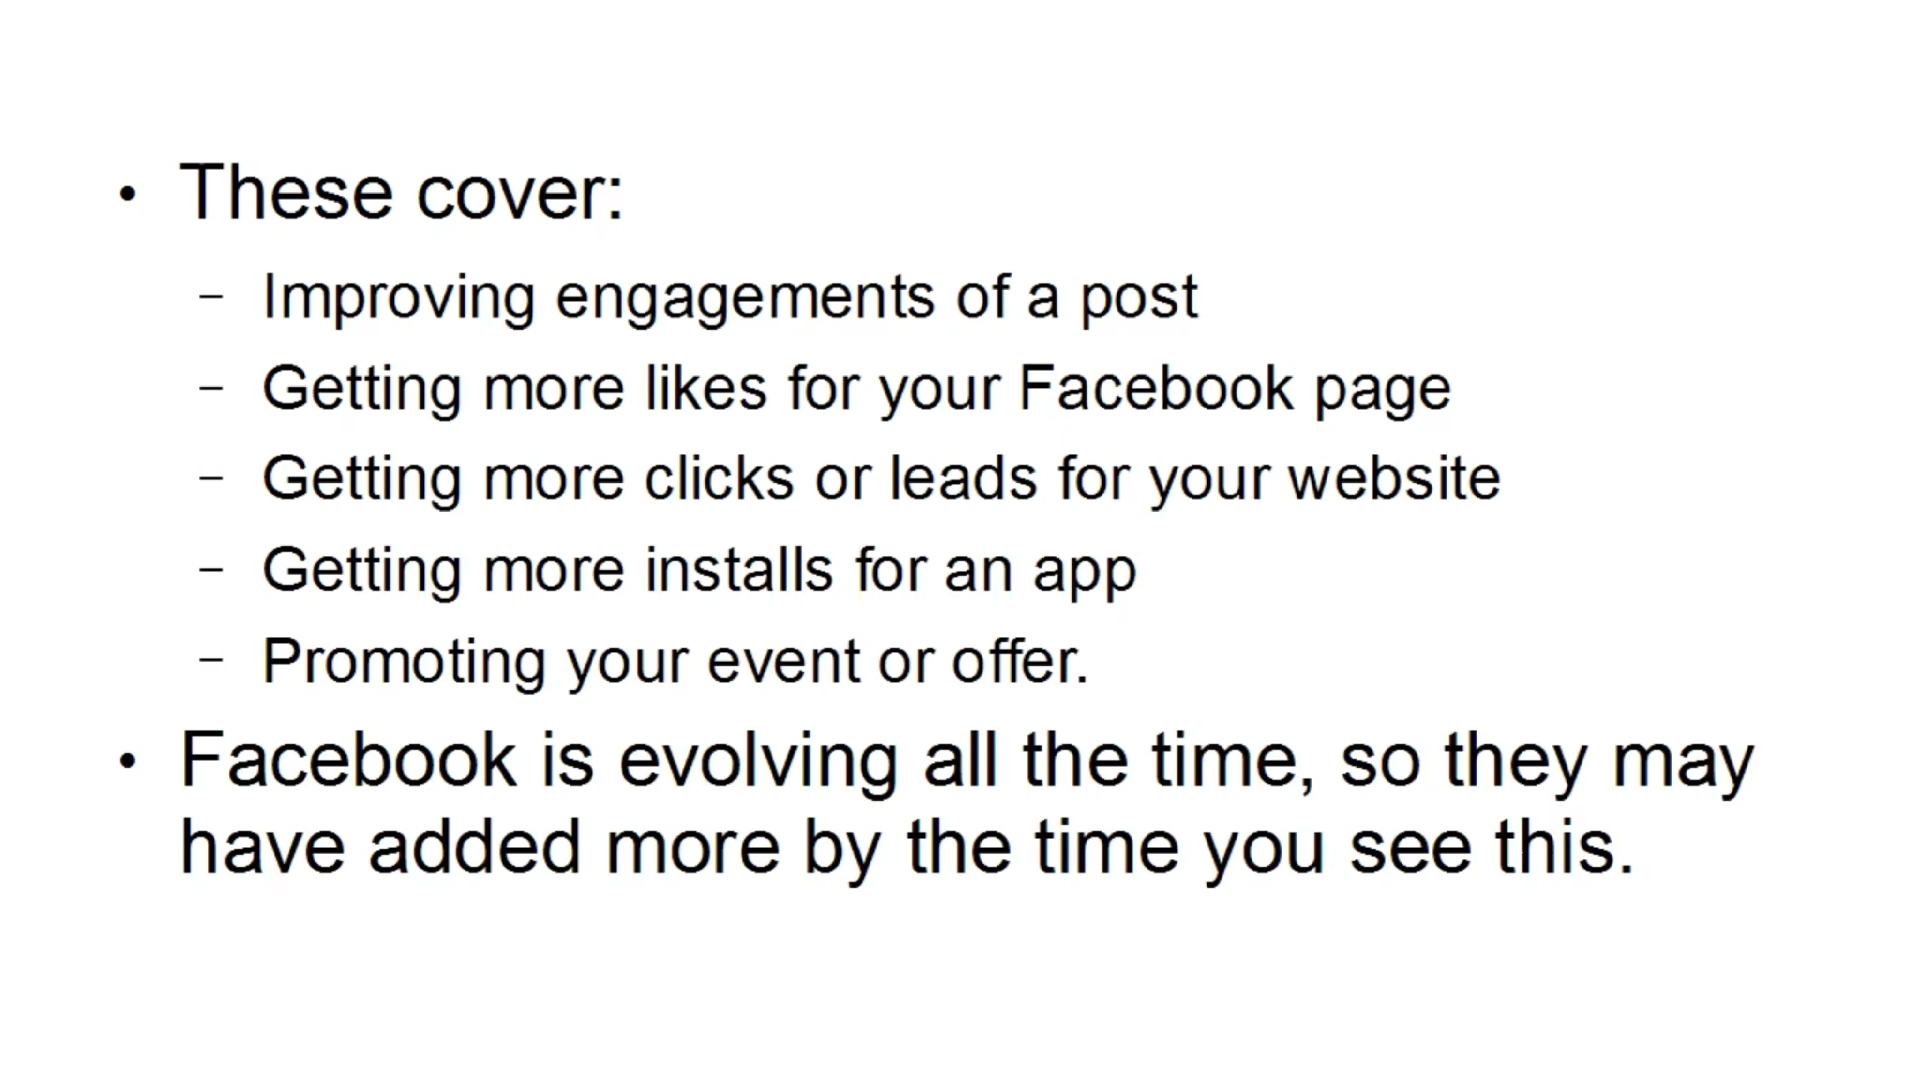 • These cover:
– Improving engagements of a post
– Getting more likes for your Facebook page
– Getting more clicks or leads for your website
– Getting more installs for an app
– Promoting your event or offer.
• Facebook is evolving all the time, so they may
have added more by the time you see this.